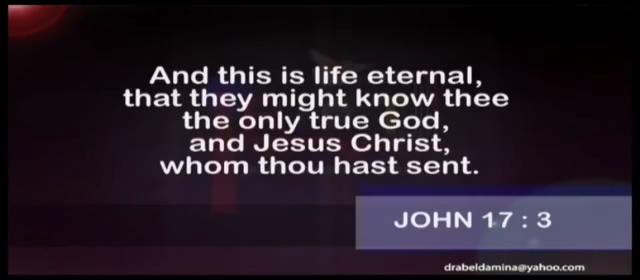 And this is life eternal,
that they might know thee
the only true God,
and Jesus Christ,
whom thou hast sent.
JOHN 17 : 3
drabeldamina@yahoo.com